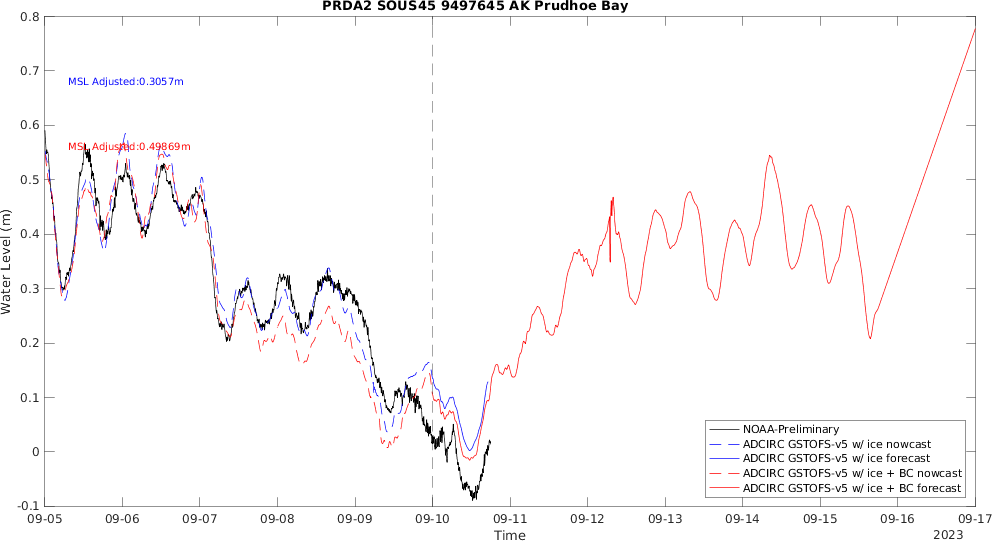 PRDA2 SOUS45 9497645 AK Prudhoe Bay
0.8
0.7
0.6
0.5
0.4
0.3
0.2
0.1
0
-0.1
Water Level (m)
MSL Adjusted:0.3057m
MSL Adjusted:0.49869m
NOAA-Preliminary
ADCIRC GSTOFS-v5 w/ ice nowcast
ADCIRC GSTOFS-v5 w/ ice forecast
ADCIRC GSTOFS-v5 w/ ice + BC nowcast
ADCIRC GSTOFS-v5 w/ ice + BC forecast
09-05 09-06 09-07 09-08 09-09 09-10 09-11 09-12 09-13 09-14 09-15 09-16 09-17
Time
2023